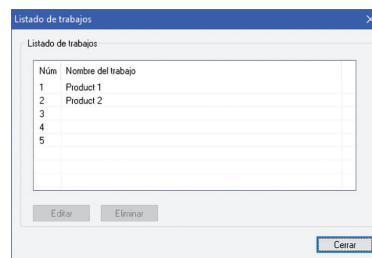 Listado de trabajos
Listado de trabajos
Núm Nombre del trabajo
1 Product 1
2 Product 2
3
4
5
Editar Eliminar
Cerrar